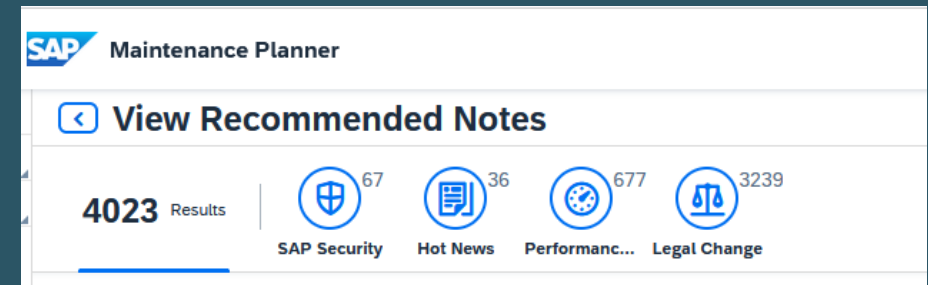 SAP Maintenance Planner
View Recommended Notes
4023 Results
67 36 677 3239
SAP Security Hot News Performanc... Legal Change